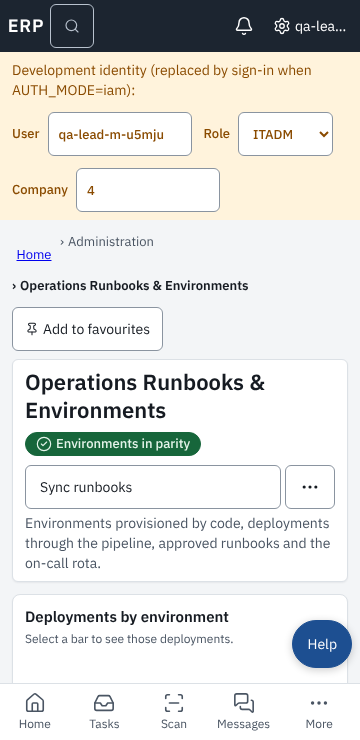 ERP
qa-lea...
Development identity (replaced by sign-in when
AUTH_MODE=iam):
User qa-lead-m-u5mju Role ITADM
Company 4
› Administration
Home
› Operations Runbooks & Environments
Add to favourites
Operations Runbooks &
Environments
Environments in parity
Sync runbooks ...
Environments provisioned by code, deployments
through the pipeline, approved runbooks and the
on-call rota.
Deployments by environment
Select a bar to see those deployments.
Help
Home Tasks Scan Messages More